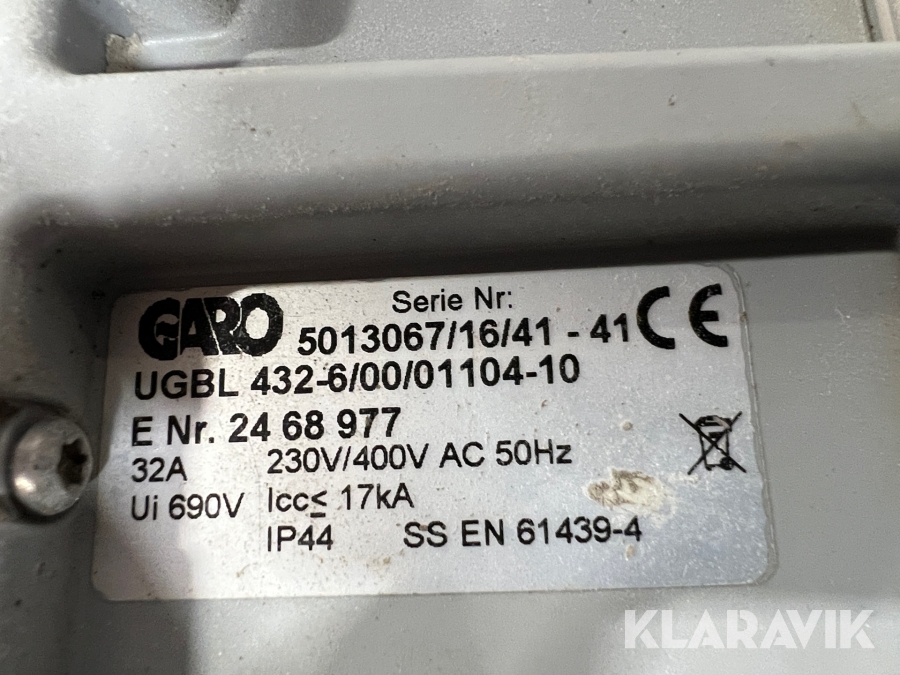 GARO
Serie Nr:
5013067/16/41 - 41 CE
UGBL 432-6/00/01104-10
E Nr. 24 68 977
32A 230V/400V AC 50Hz
Ui 690V Icc≤ 17kA
IP44 SS EN 61439-4
KLARAVIK